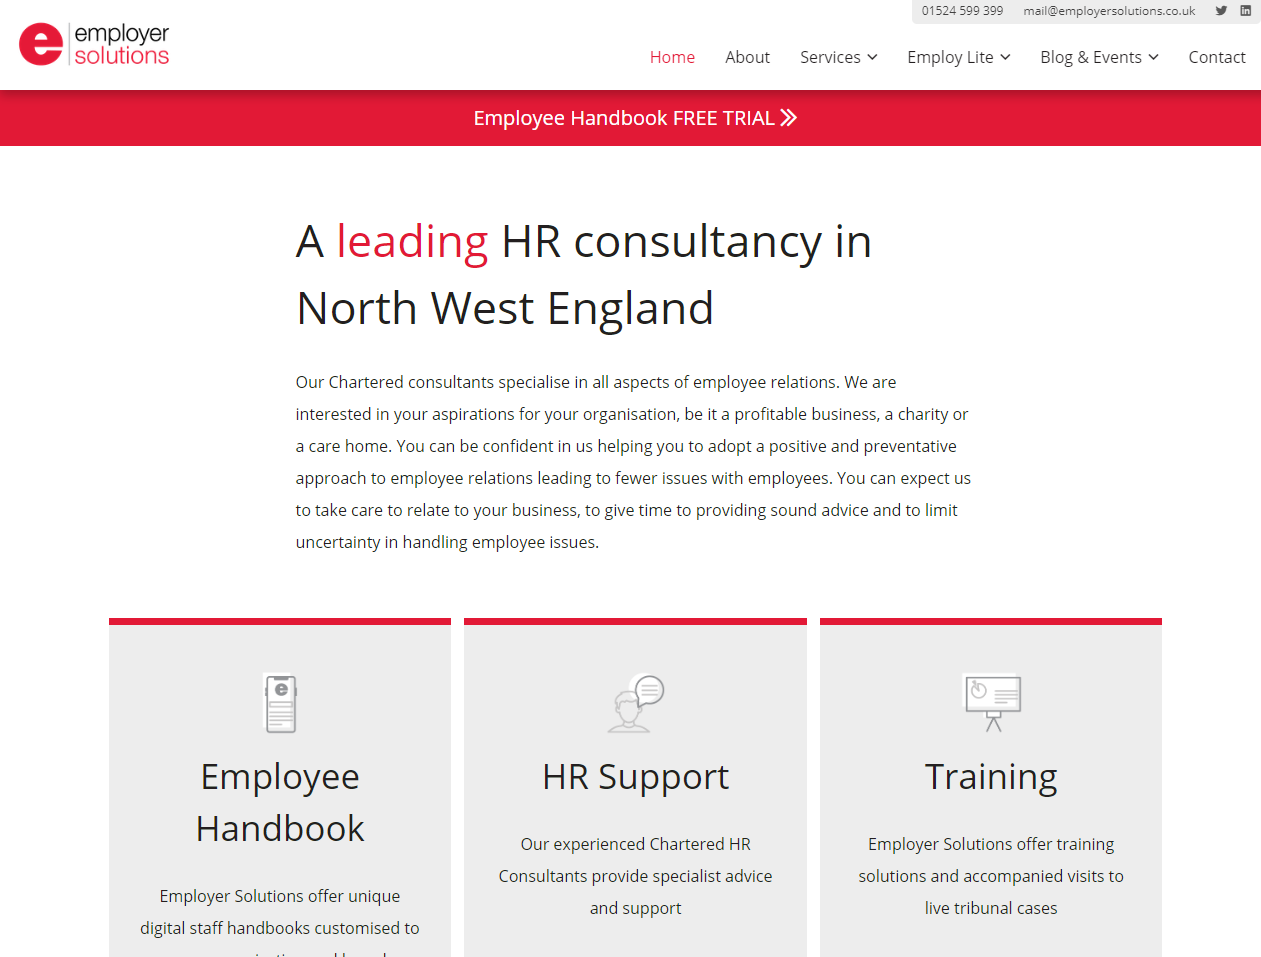 01524 599 399 mail@employersolutions.co.uk
employer
solutions
Home About Services Employ Lite Blog & Events Contact
Employee Handbook FREE TRIAL
A leading HR consultancy in
North West England
Our Chartered consultants specialise in all aspects of employee relations. We are
interested in your aspirations for your organisation, be it a profitable business, a charity or
a care home. You can be confident in us helping you to adopt a positive and preventative
approach to employee relations leading to fewer issues with employees. You can expect us
to take care to relate to your business, to give time to providing sound advice and to limit
uncertainty in handling employee issues.
Employee
Handbook
Employer Solutions offer unique
digital staff handbooks customised to
HR Support
Our experienced Chartered HR
Consultants provide specialist advice
and support
Training
Employer Solutions offer training
solutions and accompanied visits to
live tribunal cases